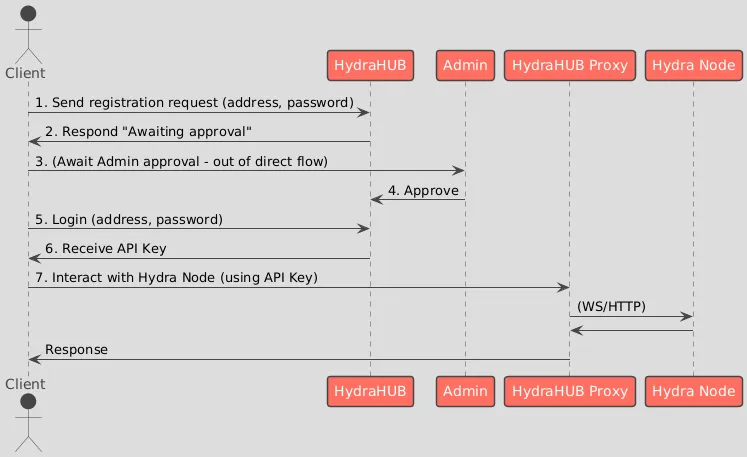 Client
HydraHUB
Admin
HydraHUB Proxy
Hydra Node
1. Send registration request (address, password)
2. Respond "Awaiting approval"
3. (Await Admin approval - out of direct flow)
4. Approve
5. Login (address, password)
6. Receive API Key
7. Interact with Hydra Node (using API Key)
(WS/HTTP)
Response
Client
HydraHUB
Admin
HydraHUB Proxy
Hydra Node